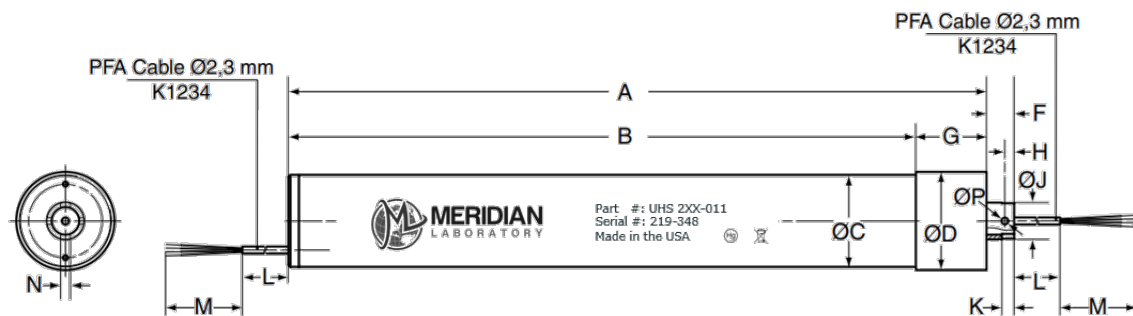 PFA Cable Ø2,3 mm
K1234
PFA Cable Ø2,3 mm
K1234
A
F
B
G
H
ØJ
ØP
MERIDIAN
LABORATORY
Part #: UHS 2XX-011
Serial #: 219-348
Made in the USA
Hg
ØC
ØD
N
L
M
K
L
M